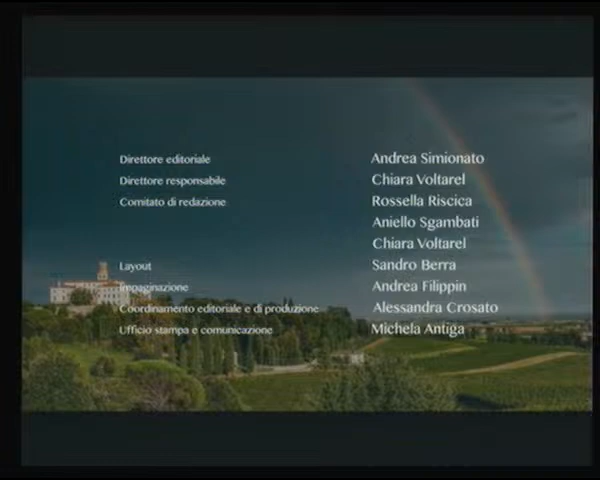 Direttore editoriale Andrea Simionato
Direttore responsabile Chiara Voltarel
Comitato di redazione Rossella Riscica
Aniello Sgambati
Chiara Voltarel
Layout Sandro Berra
Impaginazione Andrea Filippin
Coordinamento editoriale e di produzione Alessandra Crosato
Ufficio stampa e comunicazione Michela Antiga